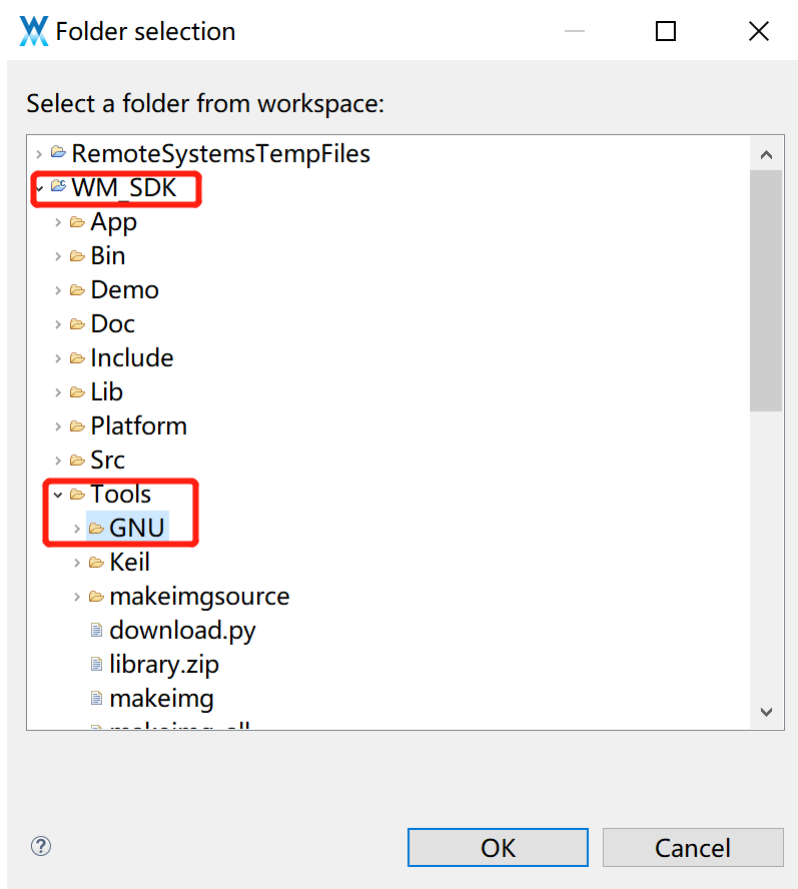 Folder selection
Select a folder from workspace:
RemoteSystemsTempFiles
WM_SDK
App
Bin
Demo
Doc
Include
Lib
Platform
Src
Tools
GNU
Keil
makeimgsource
download.py
library.zip
makeimg
OK Cancel